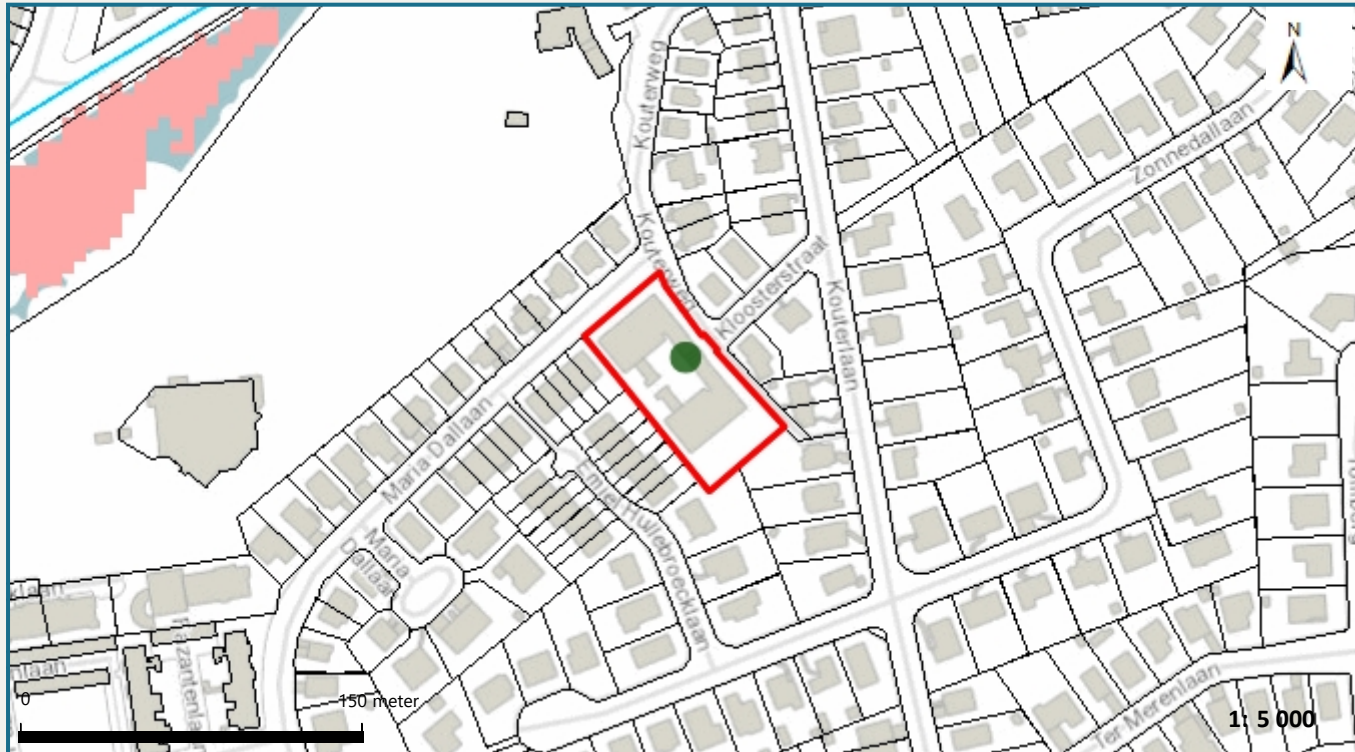 N
Kouterweg
Zonnedallaan
Kouterweg
Kloosterstraat
Kouterlaan
Maria Dallaan
Emiel Hullebroecklaan
Maria
Dallaan
Fazantenlaan
Ter Merenlaan
0
150 meter
1: 5 000